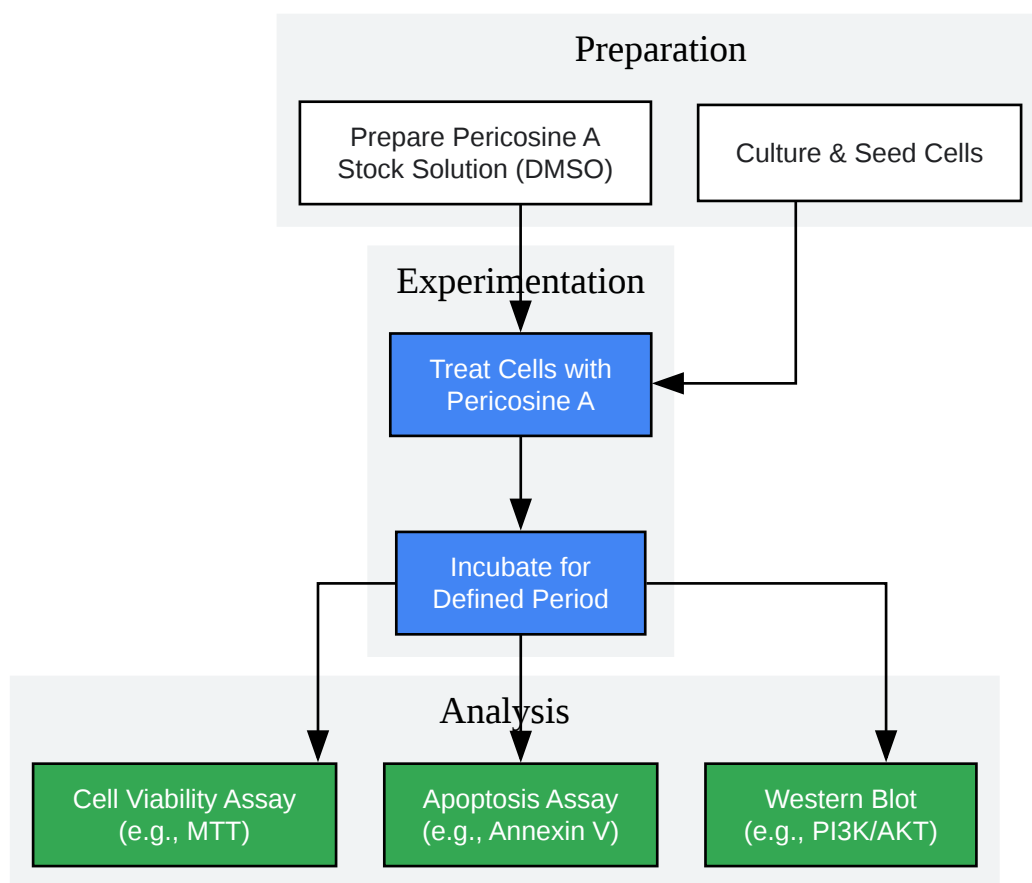 Preparation
Prepare Pericosine A
Stock Solution (DMSO)
Culture & Seed Cells
Experimentation
Treat Cells with
Pericosine A
Incubate for
Defined Period
Analysis
Cell Viability Assay
(e.g., MTT)
Apoptosis Assay
(e.g., Annexin V)
Western Blot
(e.g., PI3K/AKT)